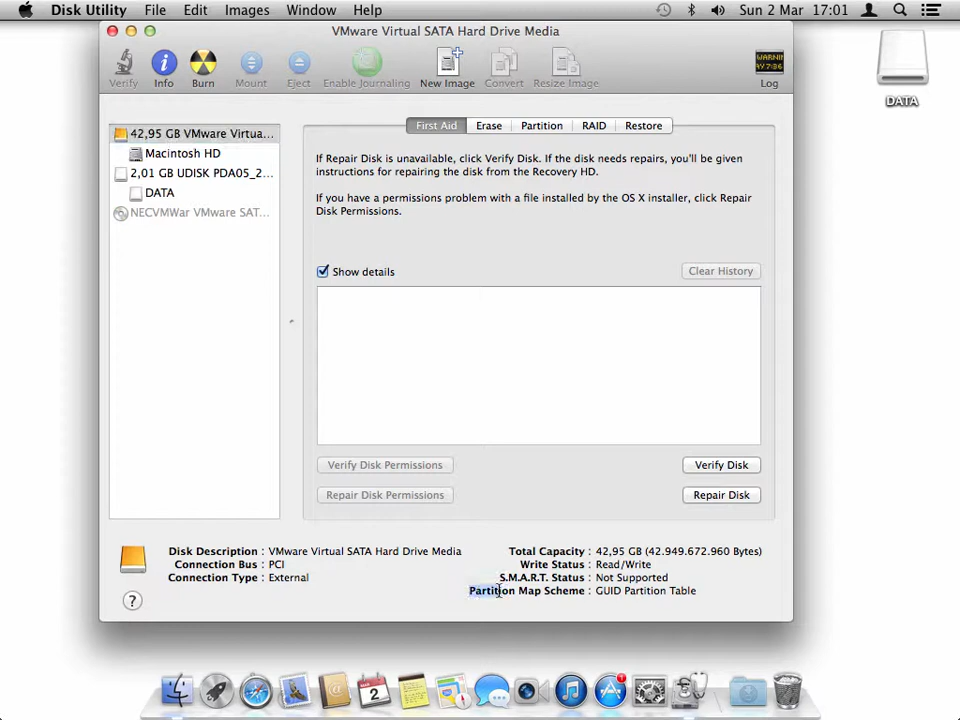 Disk Utility File Edit Images Window Help Sun 2 Mar 17:01
VMware Virtual SATA Hard Drive Media
Verify Info Burn Mount Eject Enable Journaling New Image Convert Resize Image Log
WARNIN
AY 7:36
DATA
42,95 GB VMware Virtua...
Macintosh HD
2,01 GB UDISK PDA05_2...
DATA
NECVMWar VMware SAT...
First Aid Erase Partition RAID Restore
If Repair Disk is unavailable, click Verify Disk. If the disk needs repairs, you’ll be given
instructions for repairing the disk from the Recovery HD.
If you have a permissions problem with a file installed by the OS X installer, click Repair
Disk Permissions.
Show details Clear History
Verify Disk Permissions Verify Disk
Repair Disk Permissions Repair Disk
Disk Description : VMware Virtual SATA Hard Drive Media
Connection Bus : PCI
Connection Type : External
Total Capacity : 42,95 GB (42.949.672.960 Bytes)
Write Status : Read/Write
S.M.A.R.T. Status : Not Supported
Partition Map Scheme : GUID Partition Table
?
MAR
2
@
1